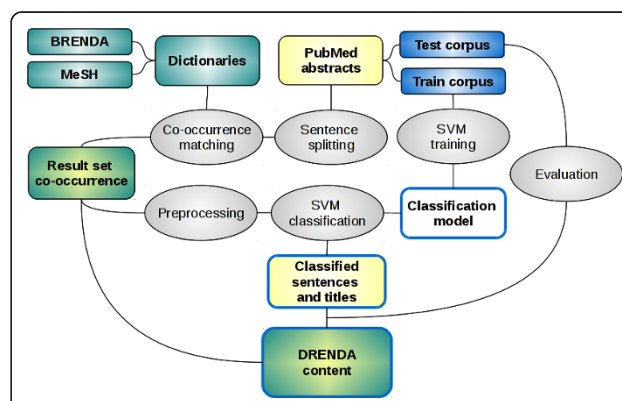 BRENDA
MeSH
Dictionaries
PubMed
abstracts
Test corpus
Train corpus
Co-occurrence
matching
Sentence
splitting
SVM
training
Result set
co-occurrence
Evaluation
Preprocessing
SVM
classification
Classification
model
Classified
sentences
and titles
DRENDA
content